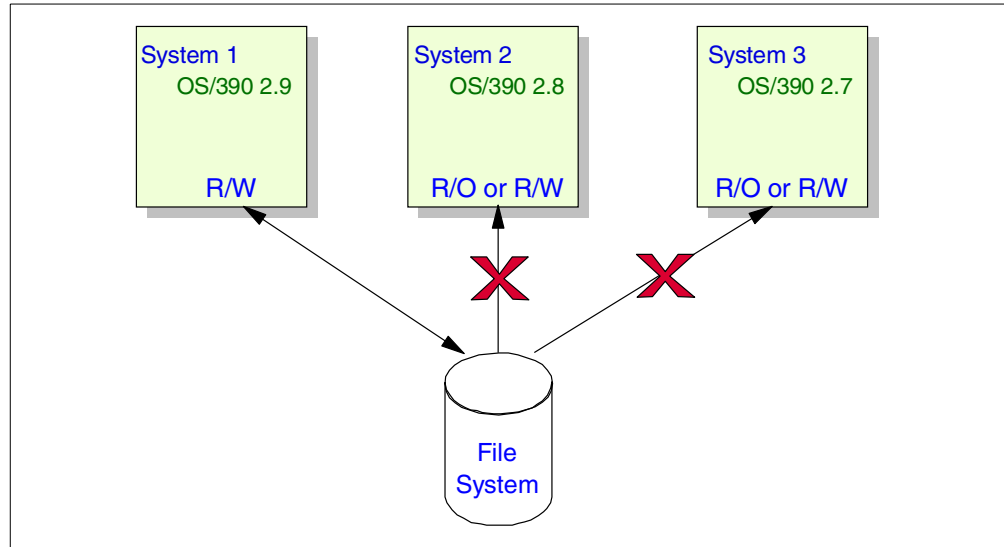 System 1
OS/390 2.9
R/W
System 2
OS/390 2.8
R/O or R/W
System 3
OS/390 2.7
R/O or R/W
File
System